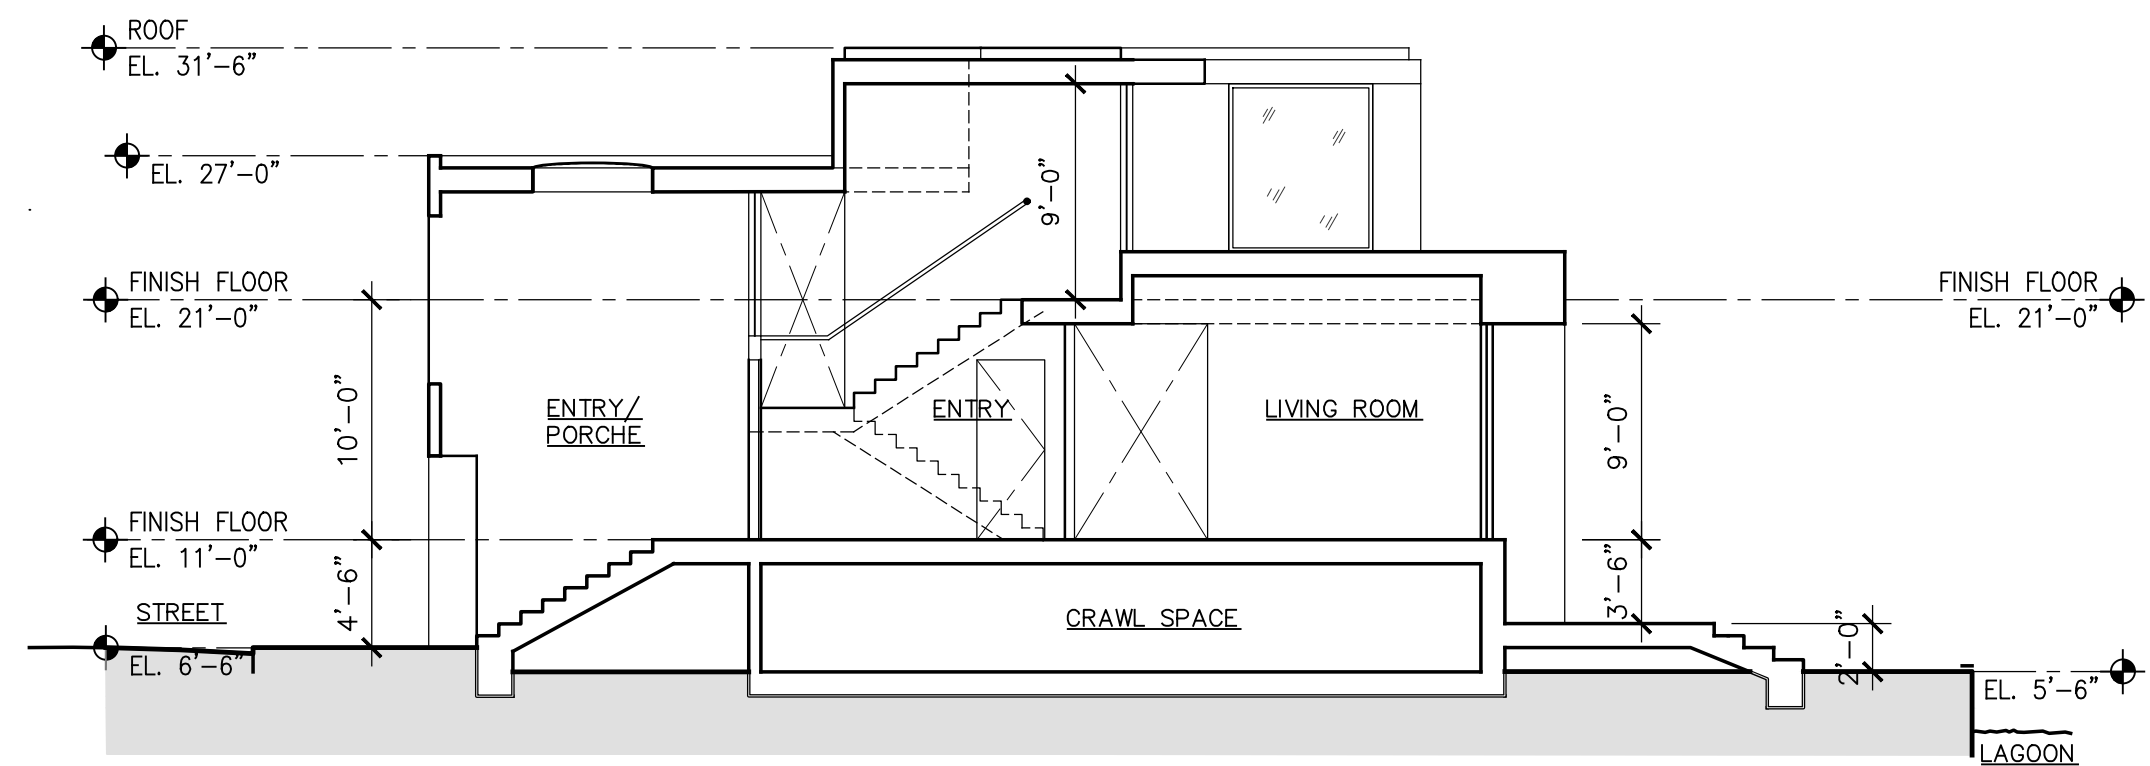 ROOF
EL. 31'-6"
EL. 27'-0"
9'-0"
FINISH FLOOR
EL. 21'-0"
FINISH FLOOR
EL. 21'-0"
10'-0"
ENTRY/
PORCHE
ENTRY
LIVING ROOM
9'-0"
FINISH FLOOR
EL. 11'-0"
4'-6"
3'-6"
STREET
CRAWL SPACE
2'-0"
EL. 6'-6"
EL. 5'-6"
LAGOON